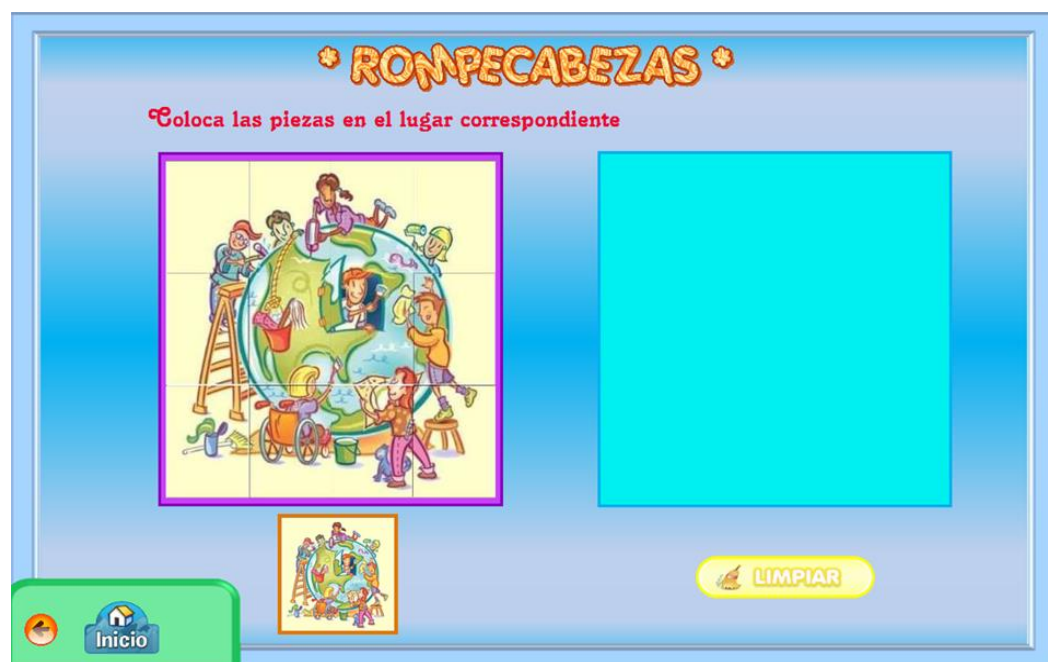 * ROMPECABEZAS *
Coloca las piezas en el lugar correspondiente
LIMPIAR
Inicio